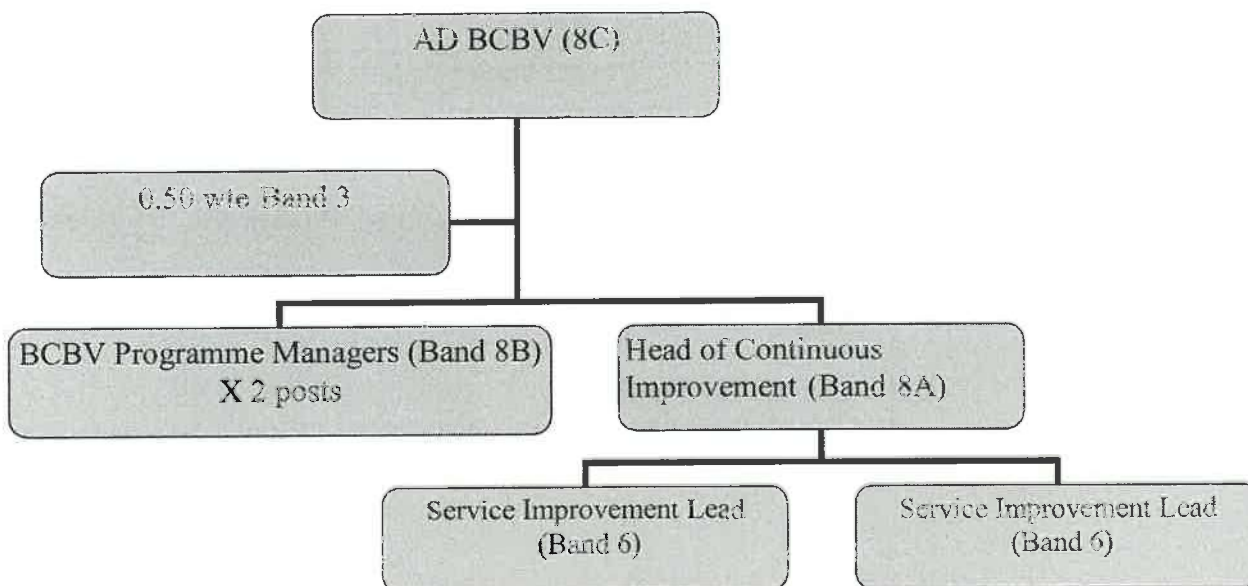 AD BCBV (8C)
0.50 wte Band 3
BCBV Programme Managers (Band 8B)
X 2 posts
Head of Continuous
Improvement (Band 8A)
Service Improvement Lead
(Band 6)
Service Improvement Lead
(Band 6)